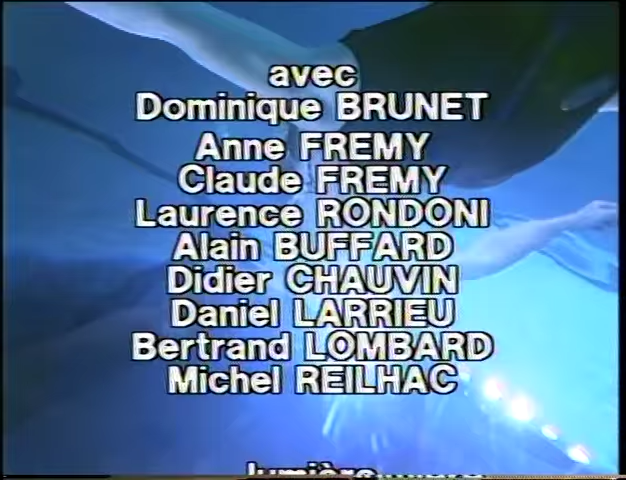 avec
Dominique BRUNET
Anne FREMY
Claude FREMY
Laurence RONDONI
Alain BUFFARD
Didier CHAUVIN
Daniel LARRIEU
Bertrand LOMBARD
Michel REILHAC
lumière